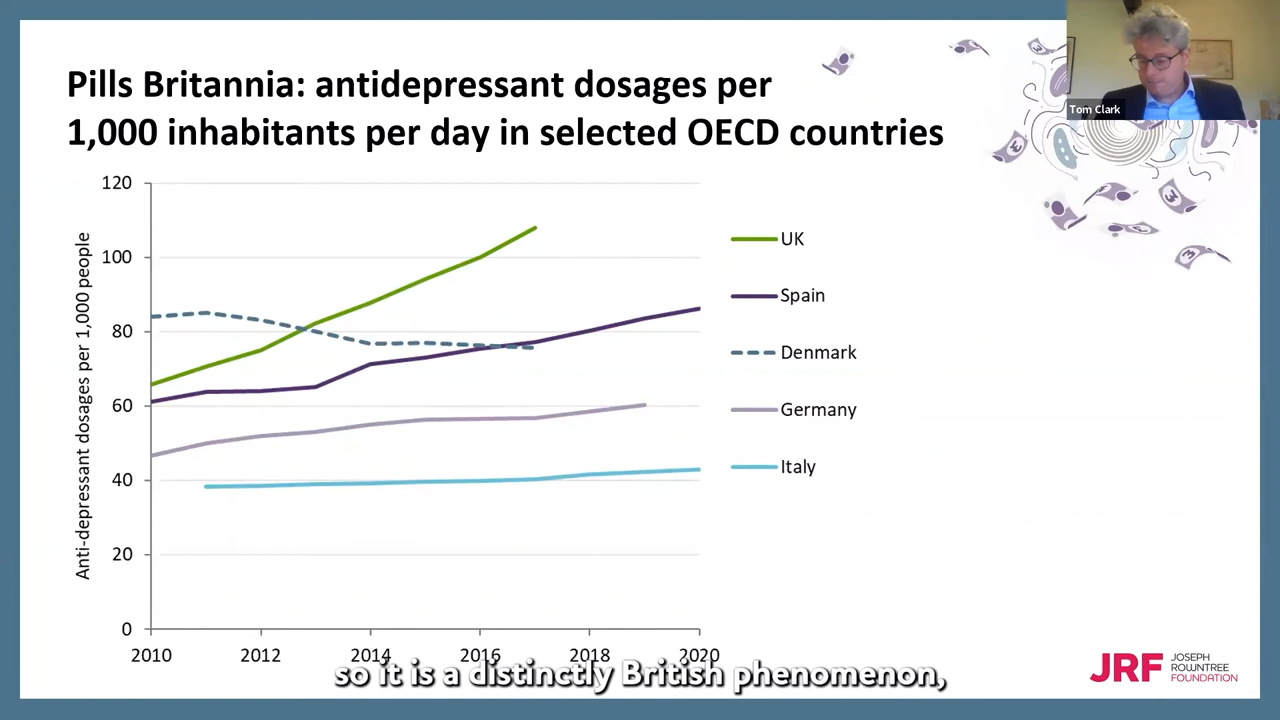 Pills Britannia: antidepressant dosages per
1,000 inhabitants per day in selected OECD countries
Tom Clark
Anti-depressant dosages per 1,000 people
120
100
80
60
40
20
0
2010
2012
2014
2016
2018
2020
UK
Spain
Denmark
Germany
Italy
so it is a distinctly British phenomenon,
JRF
JOSEPH
ROUNTREE
FOUNDATION